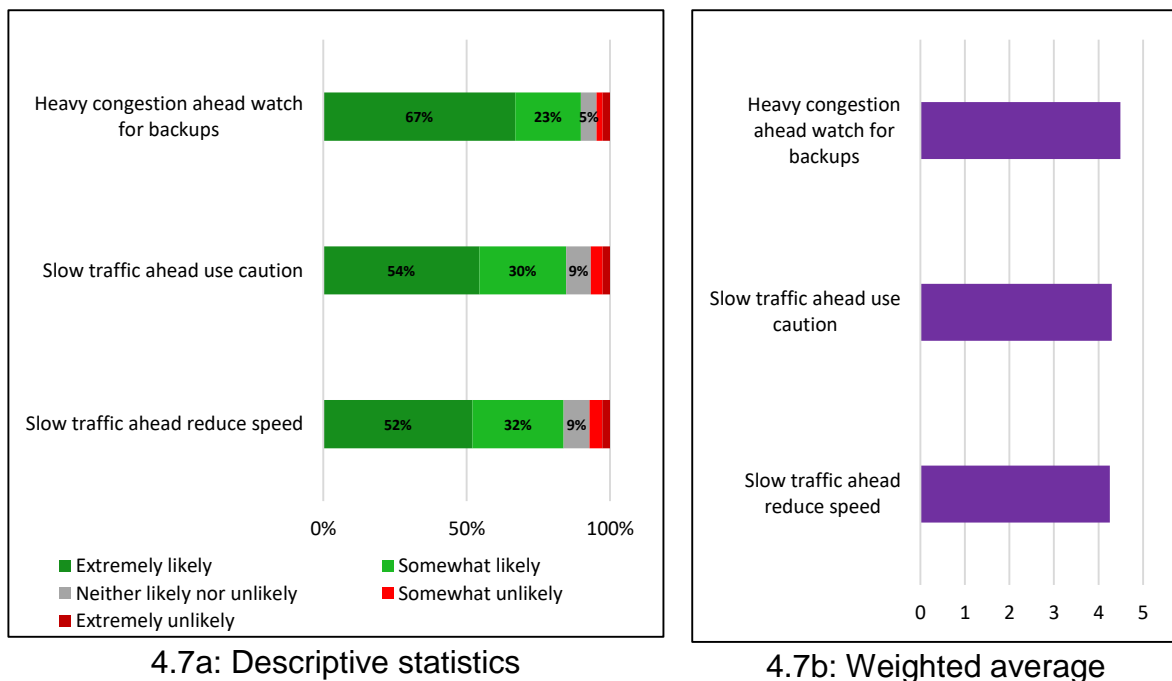 Heavy congestion ahead watch
for backups
67%
23%
5%
Slow traffic ahead use caution
54%
30%
9%
Slow traffic ahead reduce speed
52%
32%
9%
0%
50%
100%
Extremely likely
Somewhat likely
Neither likely nor unlikely
Somewhat unlikely
Extremely unlikely
4.7a: Descriptive statistics
Heavy congestion
ahead watch for
backups
Slow traffic ahead use
caution
Slow traffic ahead
reduce speed
0
1
2
3
4
5
4.7b: Weighted average